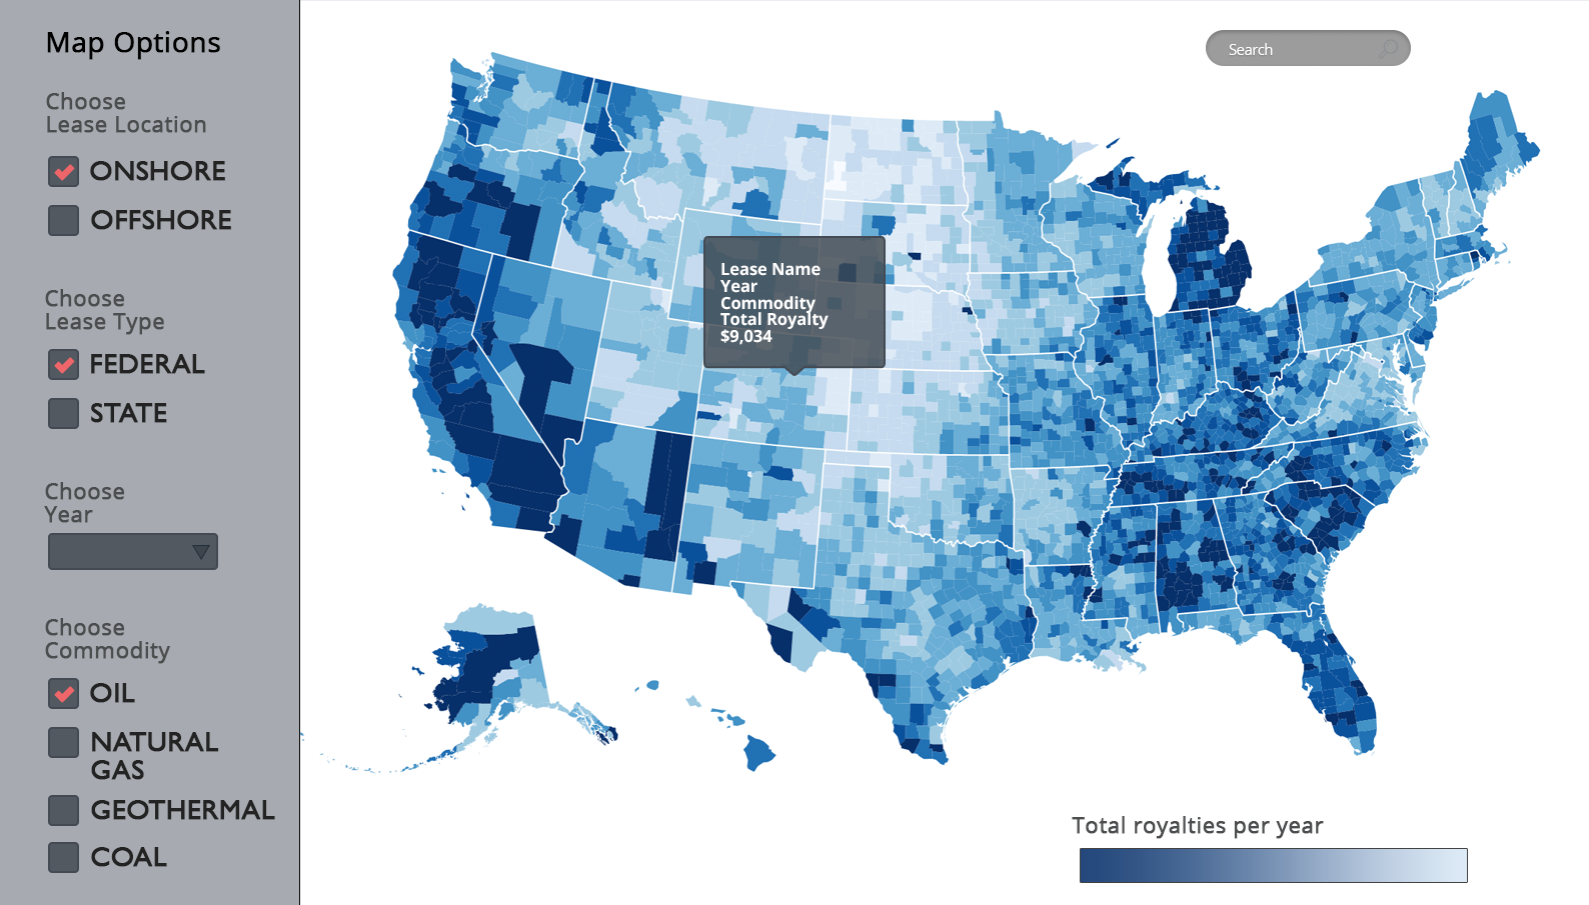 Map Options
Choose
Lease Location
ONSHORE
OFFSHORE
Choose
Lease Type
FEDERAL
STATE
Choose
Year
Choose
Commodity
OIL
NATURAL
GAS
GEOTHERMAL
COAL
Search
Lease Name
Year
Commodity
Total Royalty
$9,034
Total royalties per year